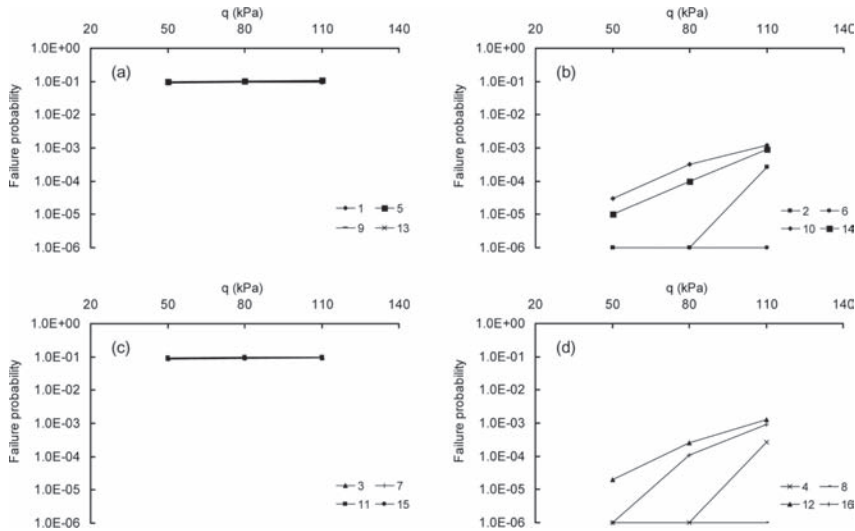 q (kPa)
20 50 80 110 140
1.0E+00
1.0E-01
1.0E-02
1.0E-03
1.0E-04
1.0E-05
1.0E-06
Failure probability
(a)
1 5
9 13
q (kPa)
20 50 80 110 140
1.0E+00
1.0E-01
1.0E-02
1.0E-03
1.0E-04
1.0E-05
1.0E-06
Failure probability
(b)
2 6
10 14
q (kPa)
20 50 80 110 140
1.0E+00
1.0E-01
1.0E-02
1.0E-03
1.0E-04
1.0E-05
1.0E-06
Failure probability
(c)
3 7
11 15
q (kPa)
20 50 80 110 140
1.0E+00
1.0E-01
1.0E-02
1.0E-03
1.0E-04
1.0E-05
1.0E-06
Failure probability
(d)
4 8
12 16